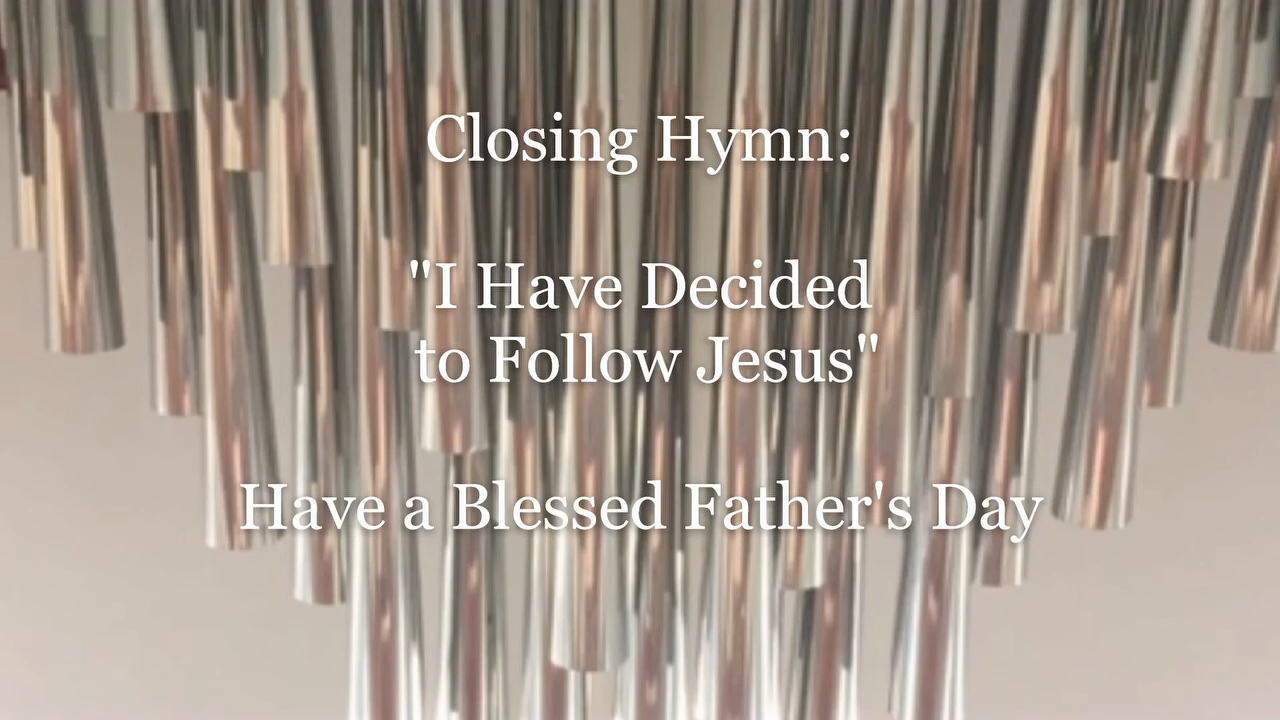 Closing Hymn:
"I Have Decided
to Follow Jesus"
Have a Blessed Father's Day